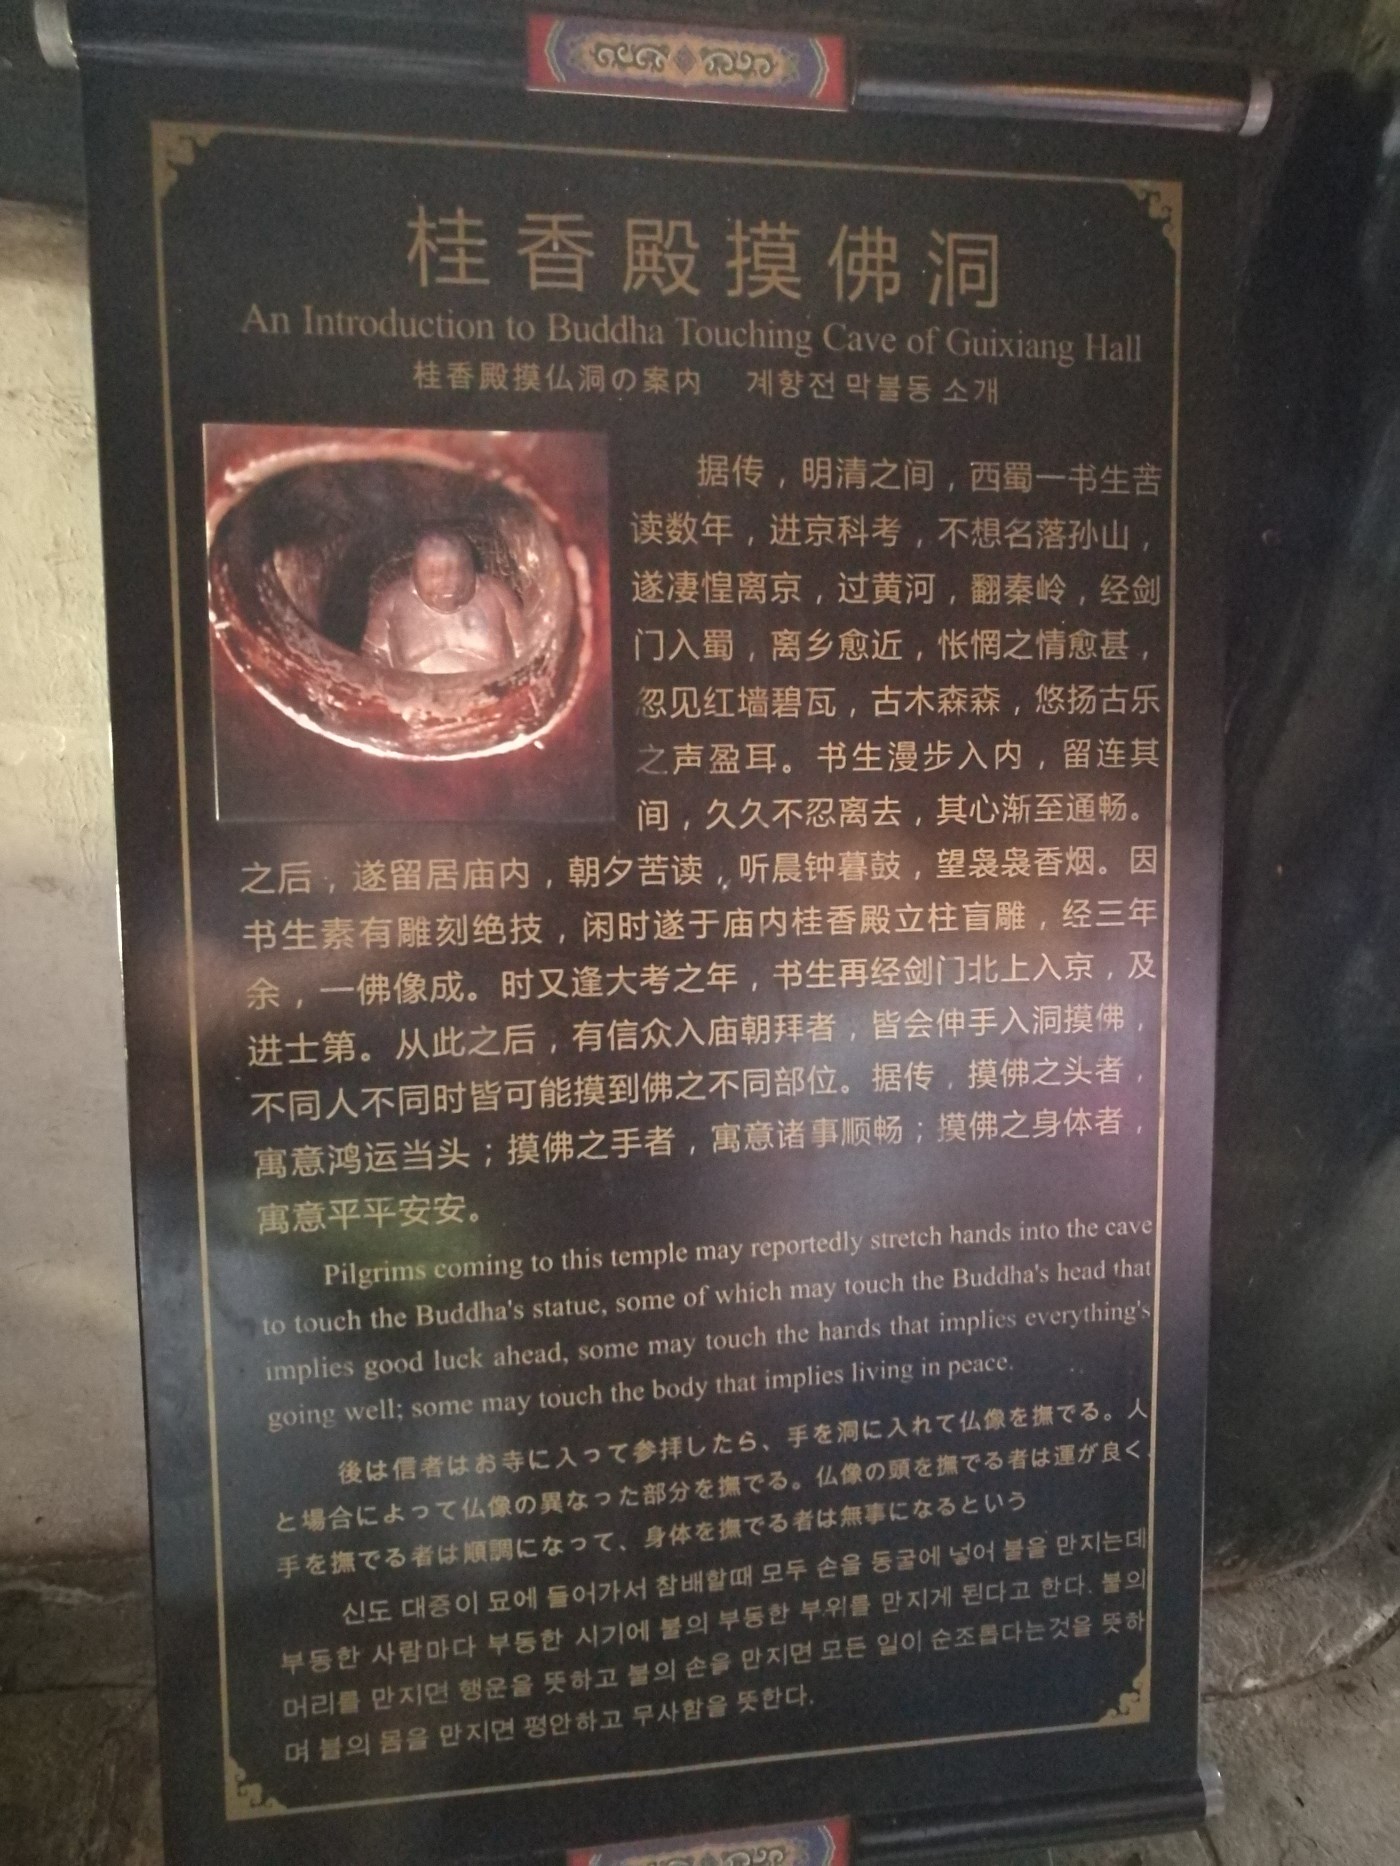 桂香殿摸佛洞
An Introduction to Buddha Touching Cave of Guixiang Hall
桂香殿摸仏洞の案内 계향전 막불동 소개
据传，明清之间，西蜀一书生苦
读数年，进京科考，不想名落孙山，
遂凄惶离京，过黄河，翻秦岭，经剑
门入蜀，离乡愈近，怅惘之情愈甚，
忽见红墙碧瓦，古木森森，悠扬古乐
之声盈耳。书生漫步入内，留连其
间，久久不忍离去，其心渐至通畅。
之后，遂留居庙内，朝夕苦读，听晨钟暮鼓，望袅袅香烟。因
书生素有雕刻绝技，闲时遂于庙内桂香殿立柱盲雕，经三年
余，一佛像成。时又逢大考之年，书生再经剑门北上入京，及
进士第。从此之后，有信众入庙朝拜者，皆会伸手入洞摸佛，
不同人不同时皆可能摸到佛之不同部位。据传，摸佛之头者，
寓意鸿运当头；摸佛之手者，寓意诸事顺畅；摸佛之身体者，
寓意平平安安。
Pilgrims coming to this temple may reportedly stretch hands into the cave
to touch the Buddha's statue, some of which may touch the Buddha's head that
implies good luck ahead, some may touch the hands that implies everything's
going well; some may touch the body that implies living in peace.
後は信者はお寺に入って参拝したら、手を洞に入れて仏像を撫でる。人
と場合によって仏像の異なった部分を撫でる。仏像の頭を撫でる者は運が良く、
手を撫でる者は順調になって、身体を撫でる者は無事になるという
신도 대중이 묘에 들어가서 참배할때 모두 손을 동굴에 넣어 불을 만지는데
부동한 사람마다 부동한 시기에 불의 부동한 부위를 만지게 된다고 한다. 불의
머리를 만지면 행운을 뜻하고 불의 손을 만지면 모든 일이 순조롭다는것을 뜻하
며 불의 몸을 만지면 평안하고 무사함을 뜻한다.